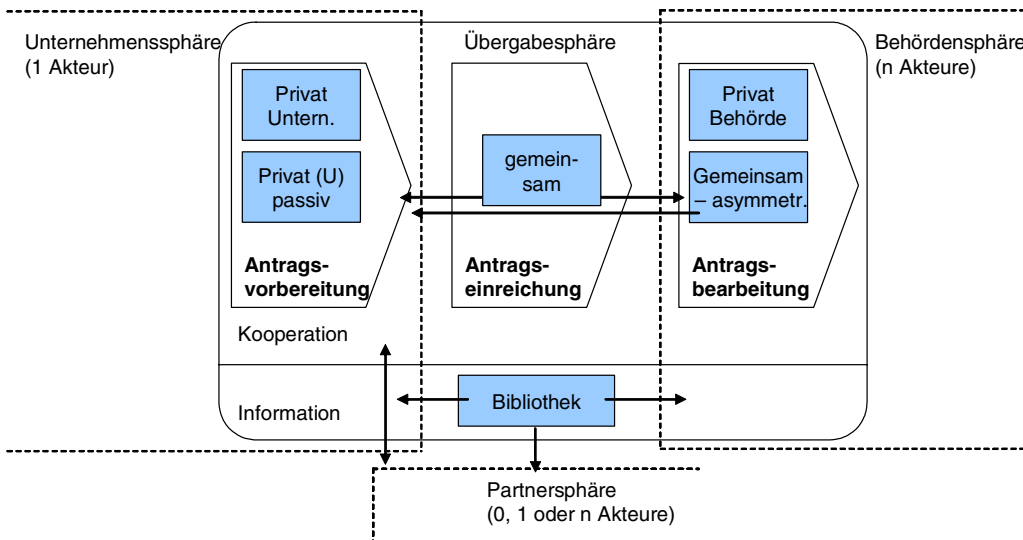 Unternehmenssphäre
(1 Akteur)
Übergabesphäre
Behördensphäre
(n Akteure)
Privat
Untern.
Privat (U)
passiv
Antrags-
vorbereitung
gemein-
sam
Antrags-
einreichung
Privat
Behörde
Gemeinsam
– asymmetr.
Antrags-
bearbeitung
Kooperation
Information
Bibliothek
Partnersphäre
(0, 1 oder n Akteure)